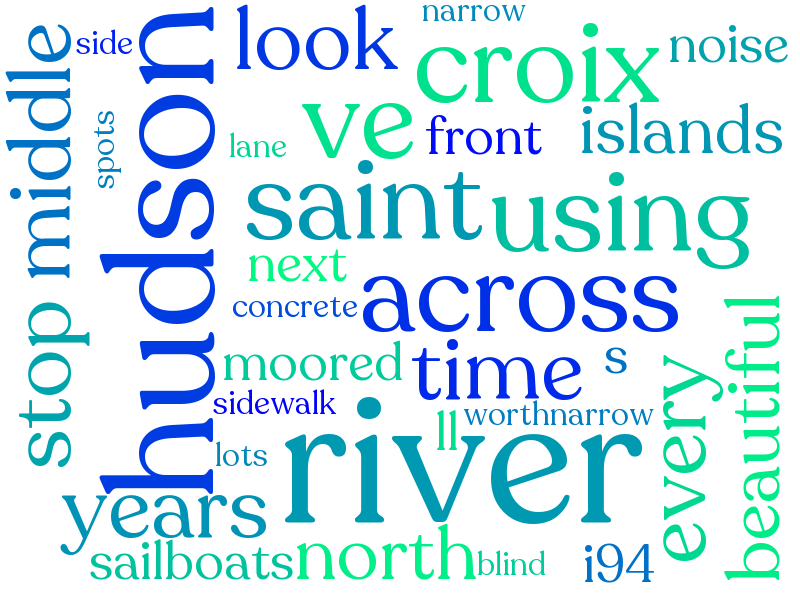 narrow
side
look
croix
noise
hudson
stop middle
spots
lane
ve
front
islands
saint
using
next
across
concrete
moored
time
s
sidewalk
worthnarrow
ll
every
beautiful
lots
river
years
sailboats
north
blind
i94